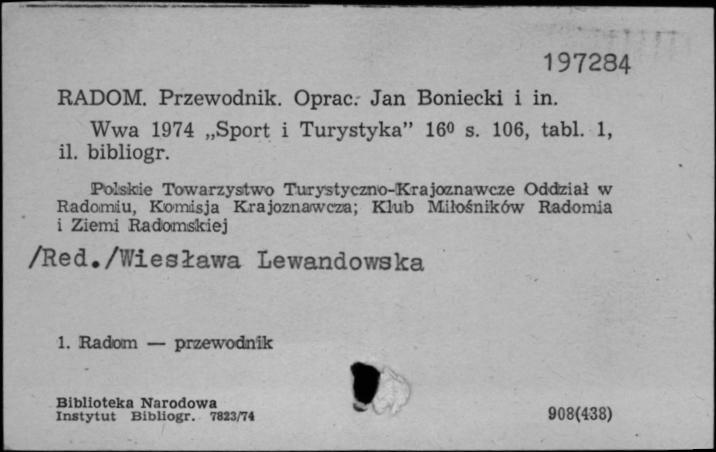 197284
RADOM. Przewodnik. Oprac. Jan Boniecki i in.
Wwa 1974 „Sport i Turystyka” 16⁰ s. 106, tabl. 1,
il. bibliogr.
Polskie Towarzystwo Turystyczno-Krajoznawcze Oddział w
Radomiu, Komisja Krajoznawcza; Klub Miłośników Radomia
i Ziemi Radomskiej
/Red./Wiesława Lewandowska
1. Radom — przewodnik
Biblioteka Narodowa
Instytut Bibliogr. 7823/74
908(438)